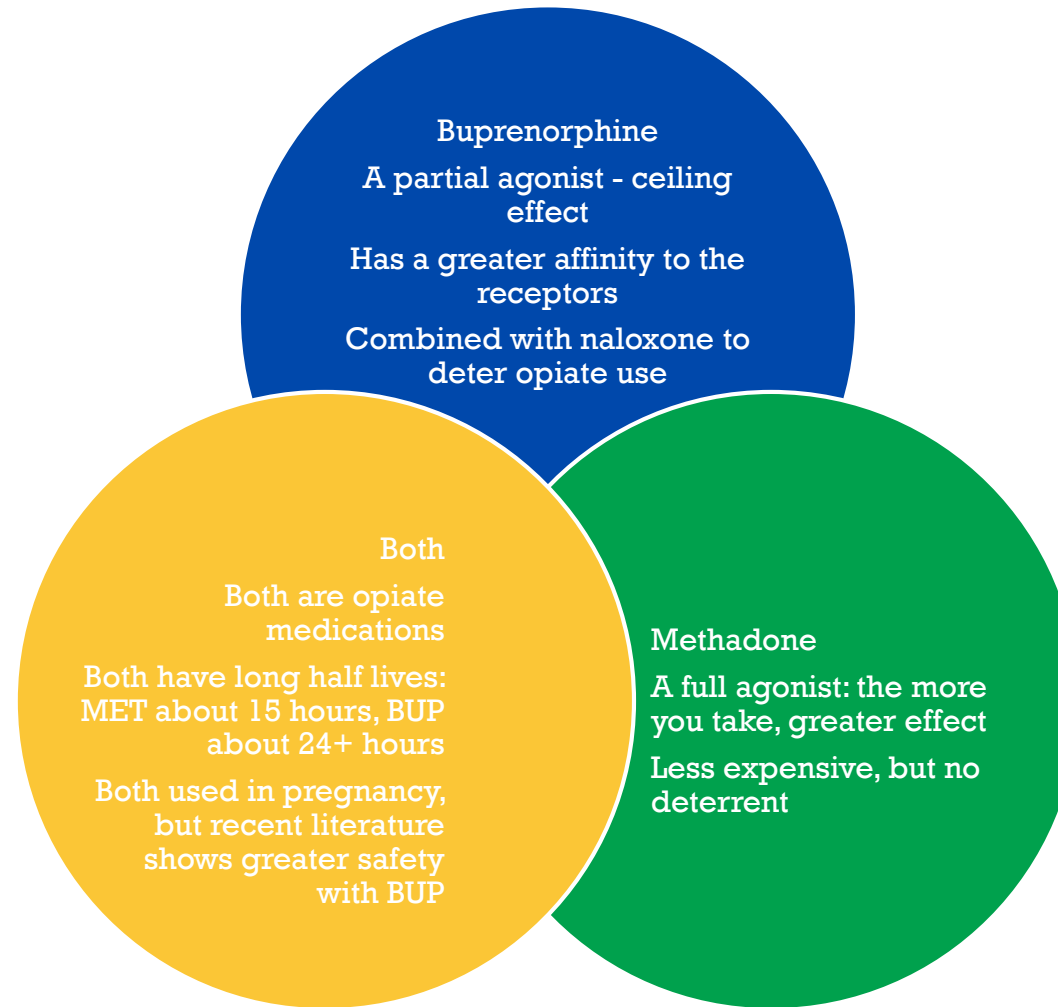 Buprenorphine
A partial agonist - ceiling
effect
Has a greater affinity to the
receptors
Combined with naloxone to
deter opiate use
Both
Both are opiate
medications
Both have long half lives:
MET about 15 hours, BUP
about 24+ hours
Both used in pregnancy,
but recent literature
shows greater safety
with BUP
Methadone
A full agonist: the more
you take, greater effect
Less expensive, but no
deterrent